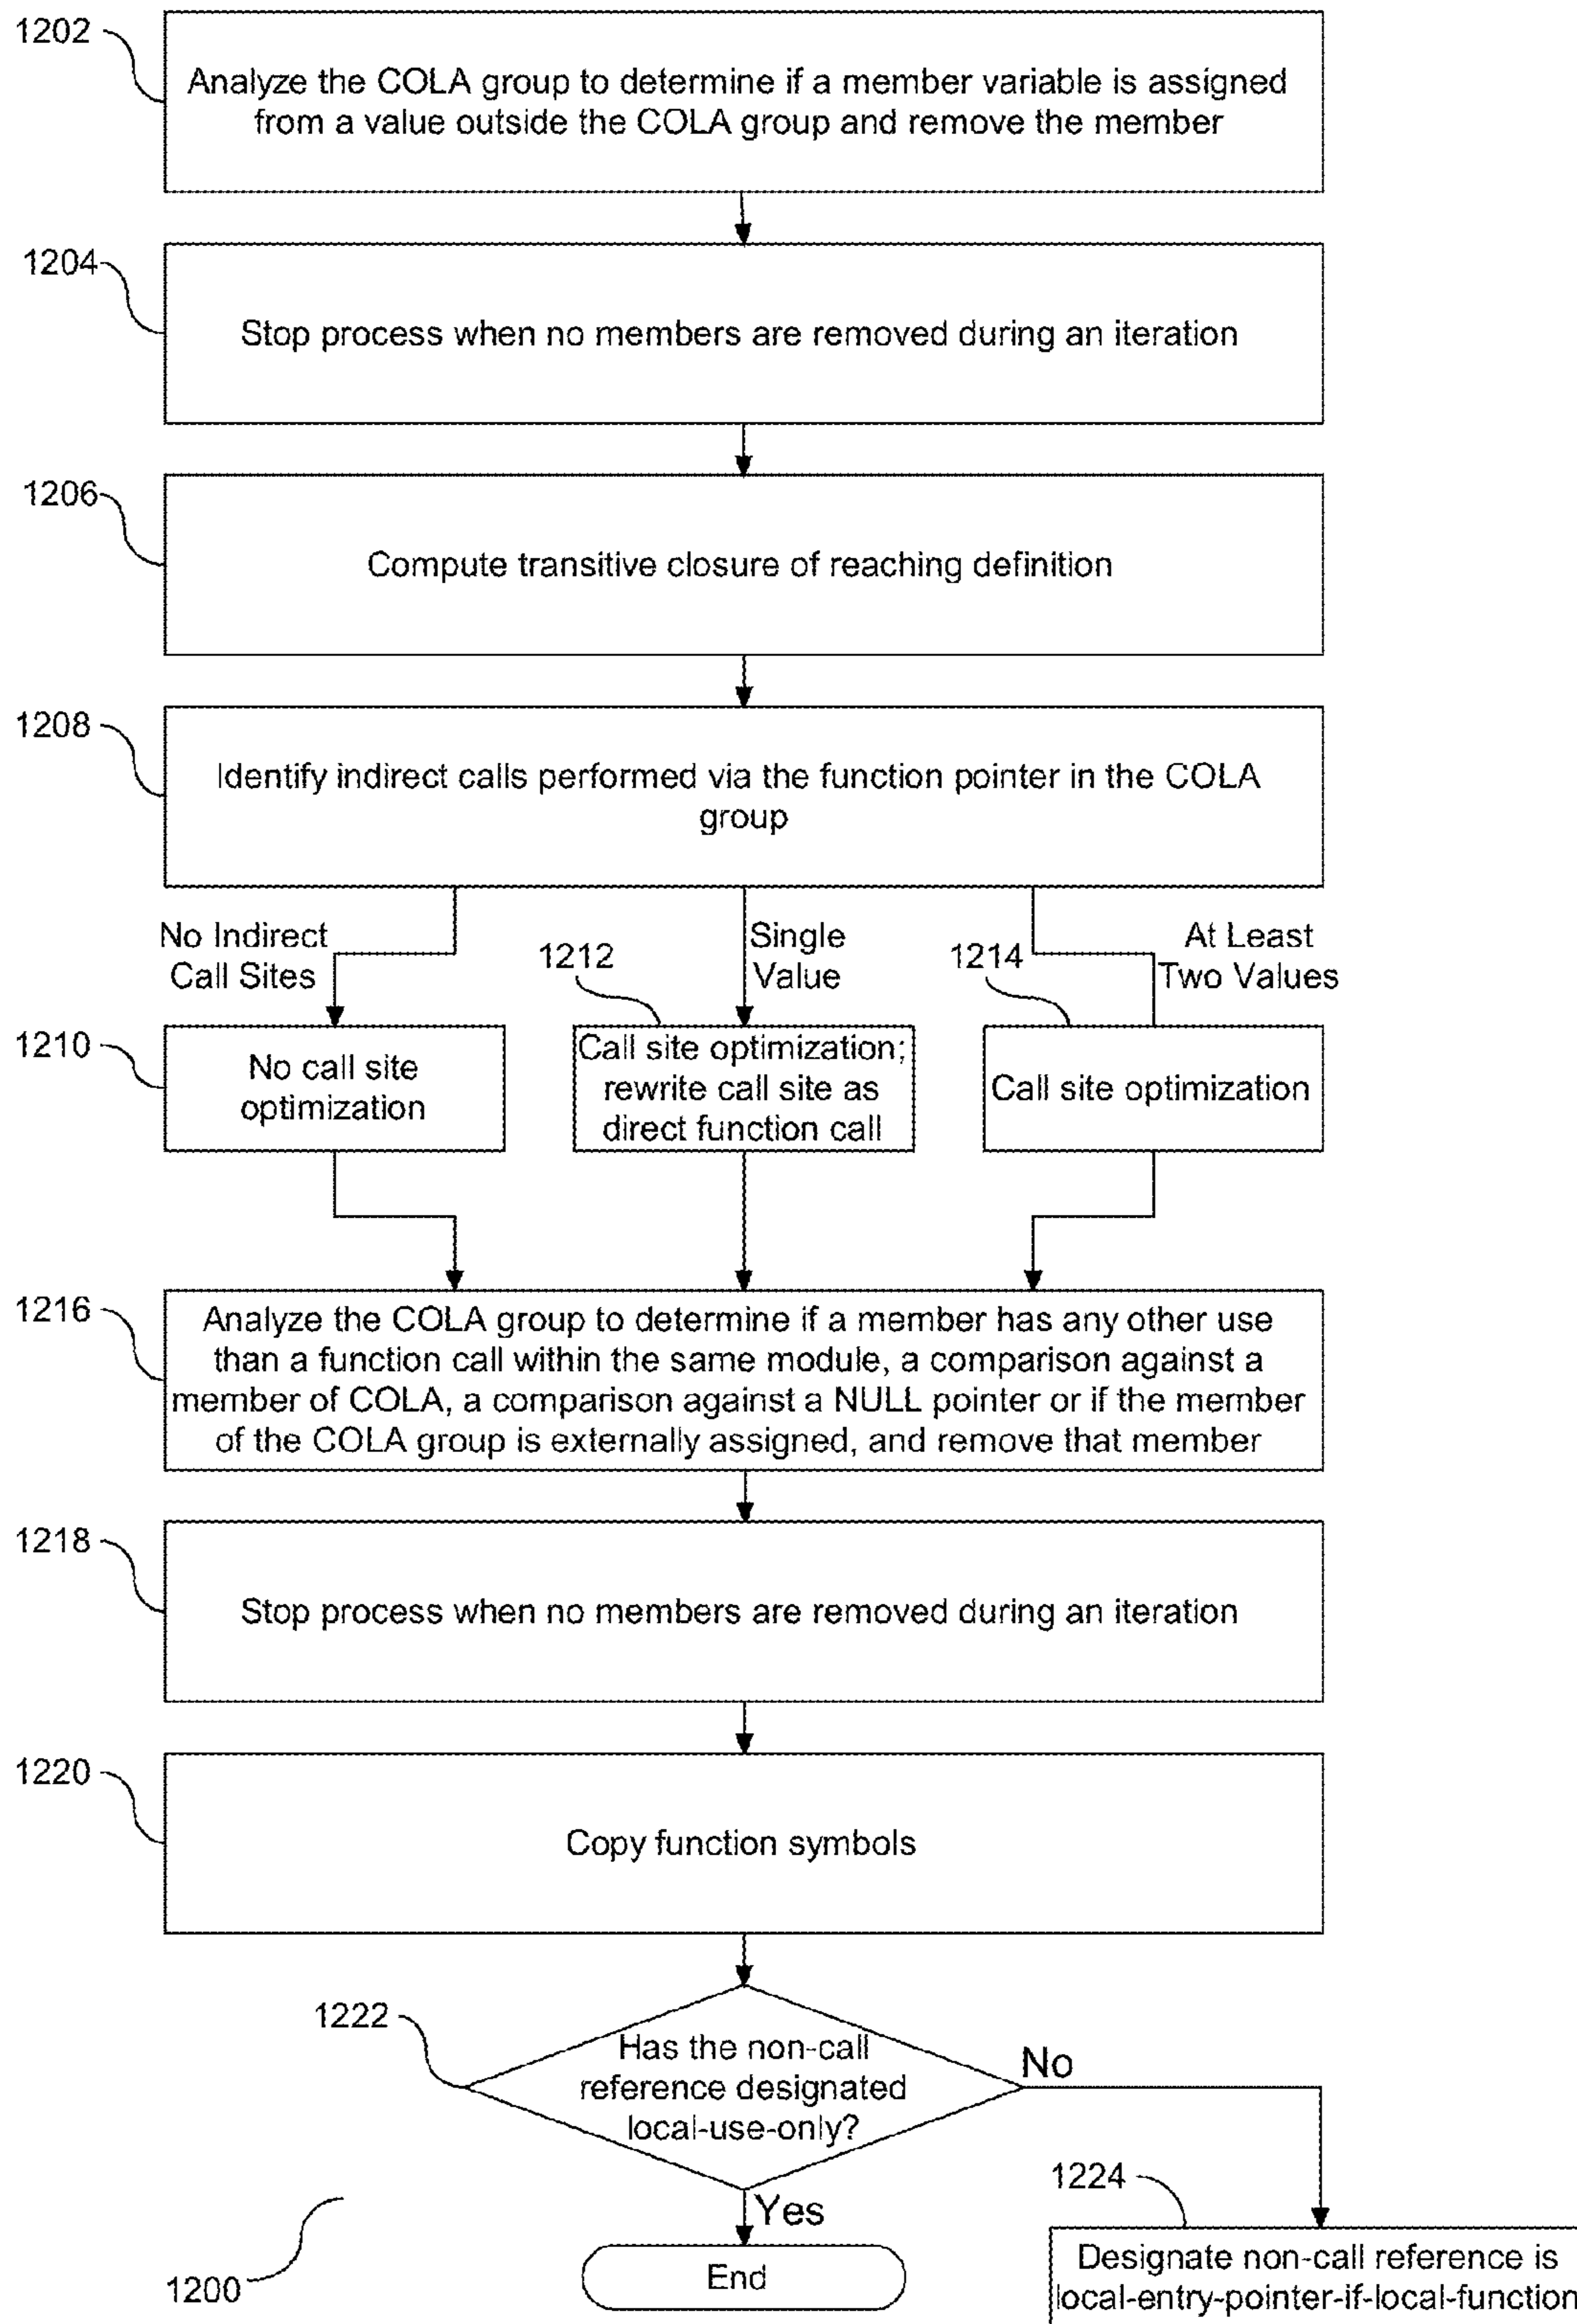 1202
Analyze the COLA group to determine if a member variable is assigned
from a value outside the COLA group and remove the member
1204
Stop process when no members are removed during an iteration
1206
Compute transitive closure of reaching definition
1208
Identify indirect calls performed via the function pointer in the COLA
group
No Indirect
Call Sites
1212
Single
Value
1214
At Least
Two Values
1210
No call site
optimization
Call site optimization;
rewrite call site as
direct function call
Call site optimization
1216
Analyze the COLA group to determine if a member has any other use
than a function call within the same module, a comparison against a
member of COLA, a comparison against a NULL pointer or if the member
of the COLA group is externally assigned, and remove that member
1218
Stop process when no members are removed during an iteration
1220
Copy function symbols
1222
Has the non-call
reference designated
local-use-only?
No
Yes
1224
Designate non-call reference is
local-entry-pointer-if-local-function
End
1200